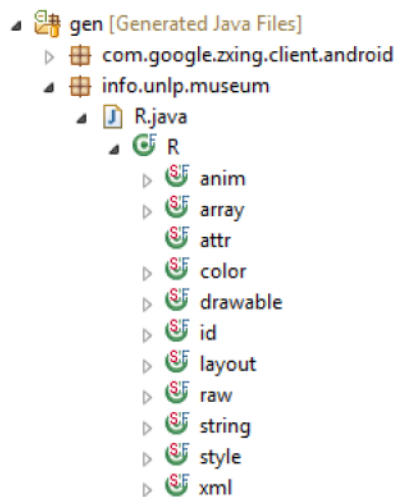 gen [Generated Java Files]
com.google.zxing.client.android
info.unlp.museum
J R.java
R
anim
array
attr
color
drawable
id
layout
raw
string
style
xml